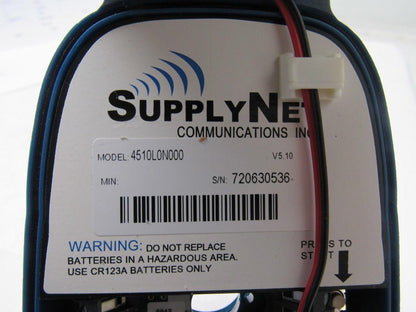 SUPPLYNET
COMMUNICATIONS INC
MODEL: 4510L0N000 V5.10
MIN: S/N: 720630536
WARNING: DO NOT REPLACE
BATTERIES IN A HAZARDOUS AREA.
USE CR123A BATTERIES ONLY
PRESS TO
START